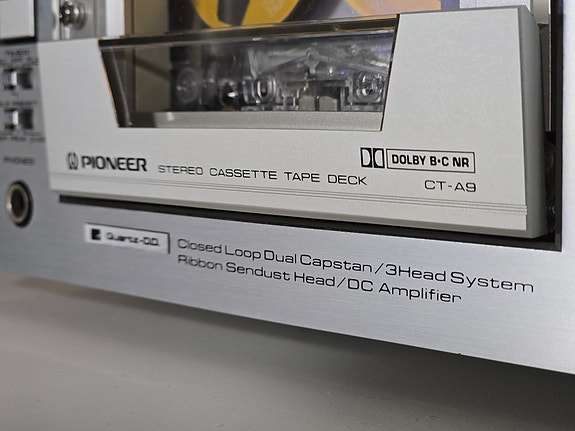 PIONEER STEREO CASSETTE TAPE DECK
DOLBY B·C NR
CT-A9
PHONES
Quartz-D.D.
Closed Loop Dual Capstan/3Head System
Ribbon Sendust Head/DC Amplifier